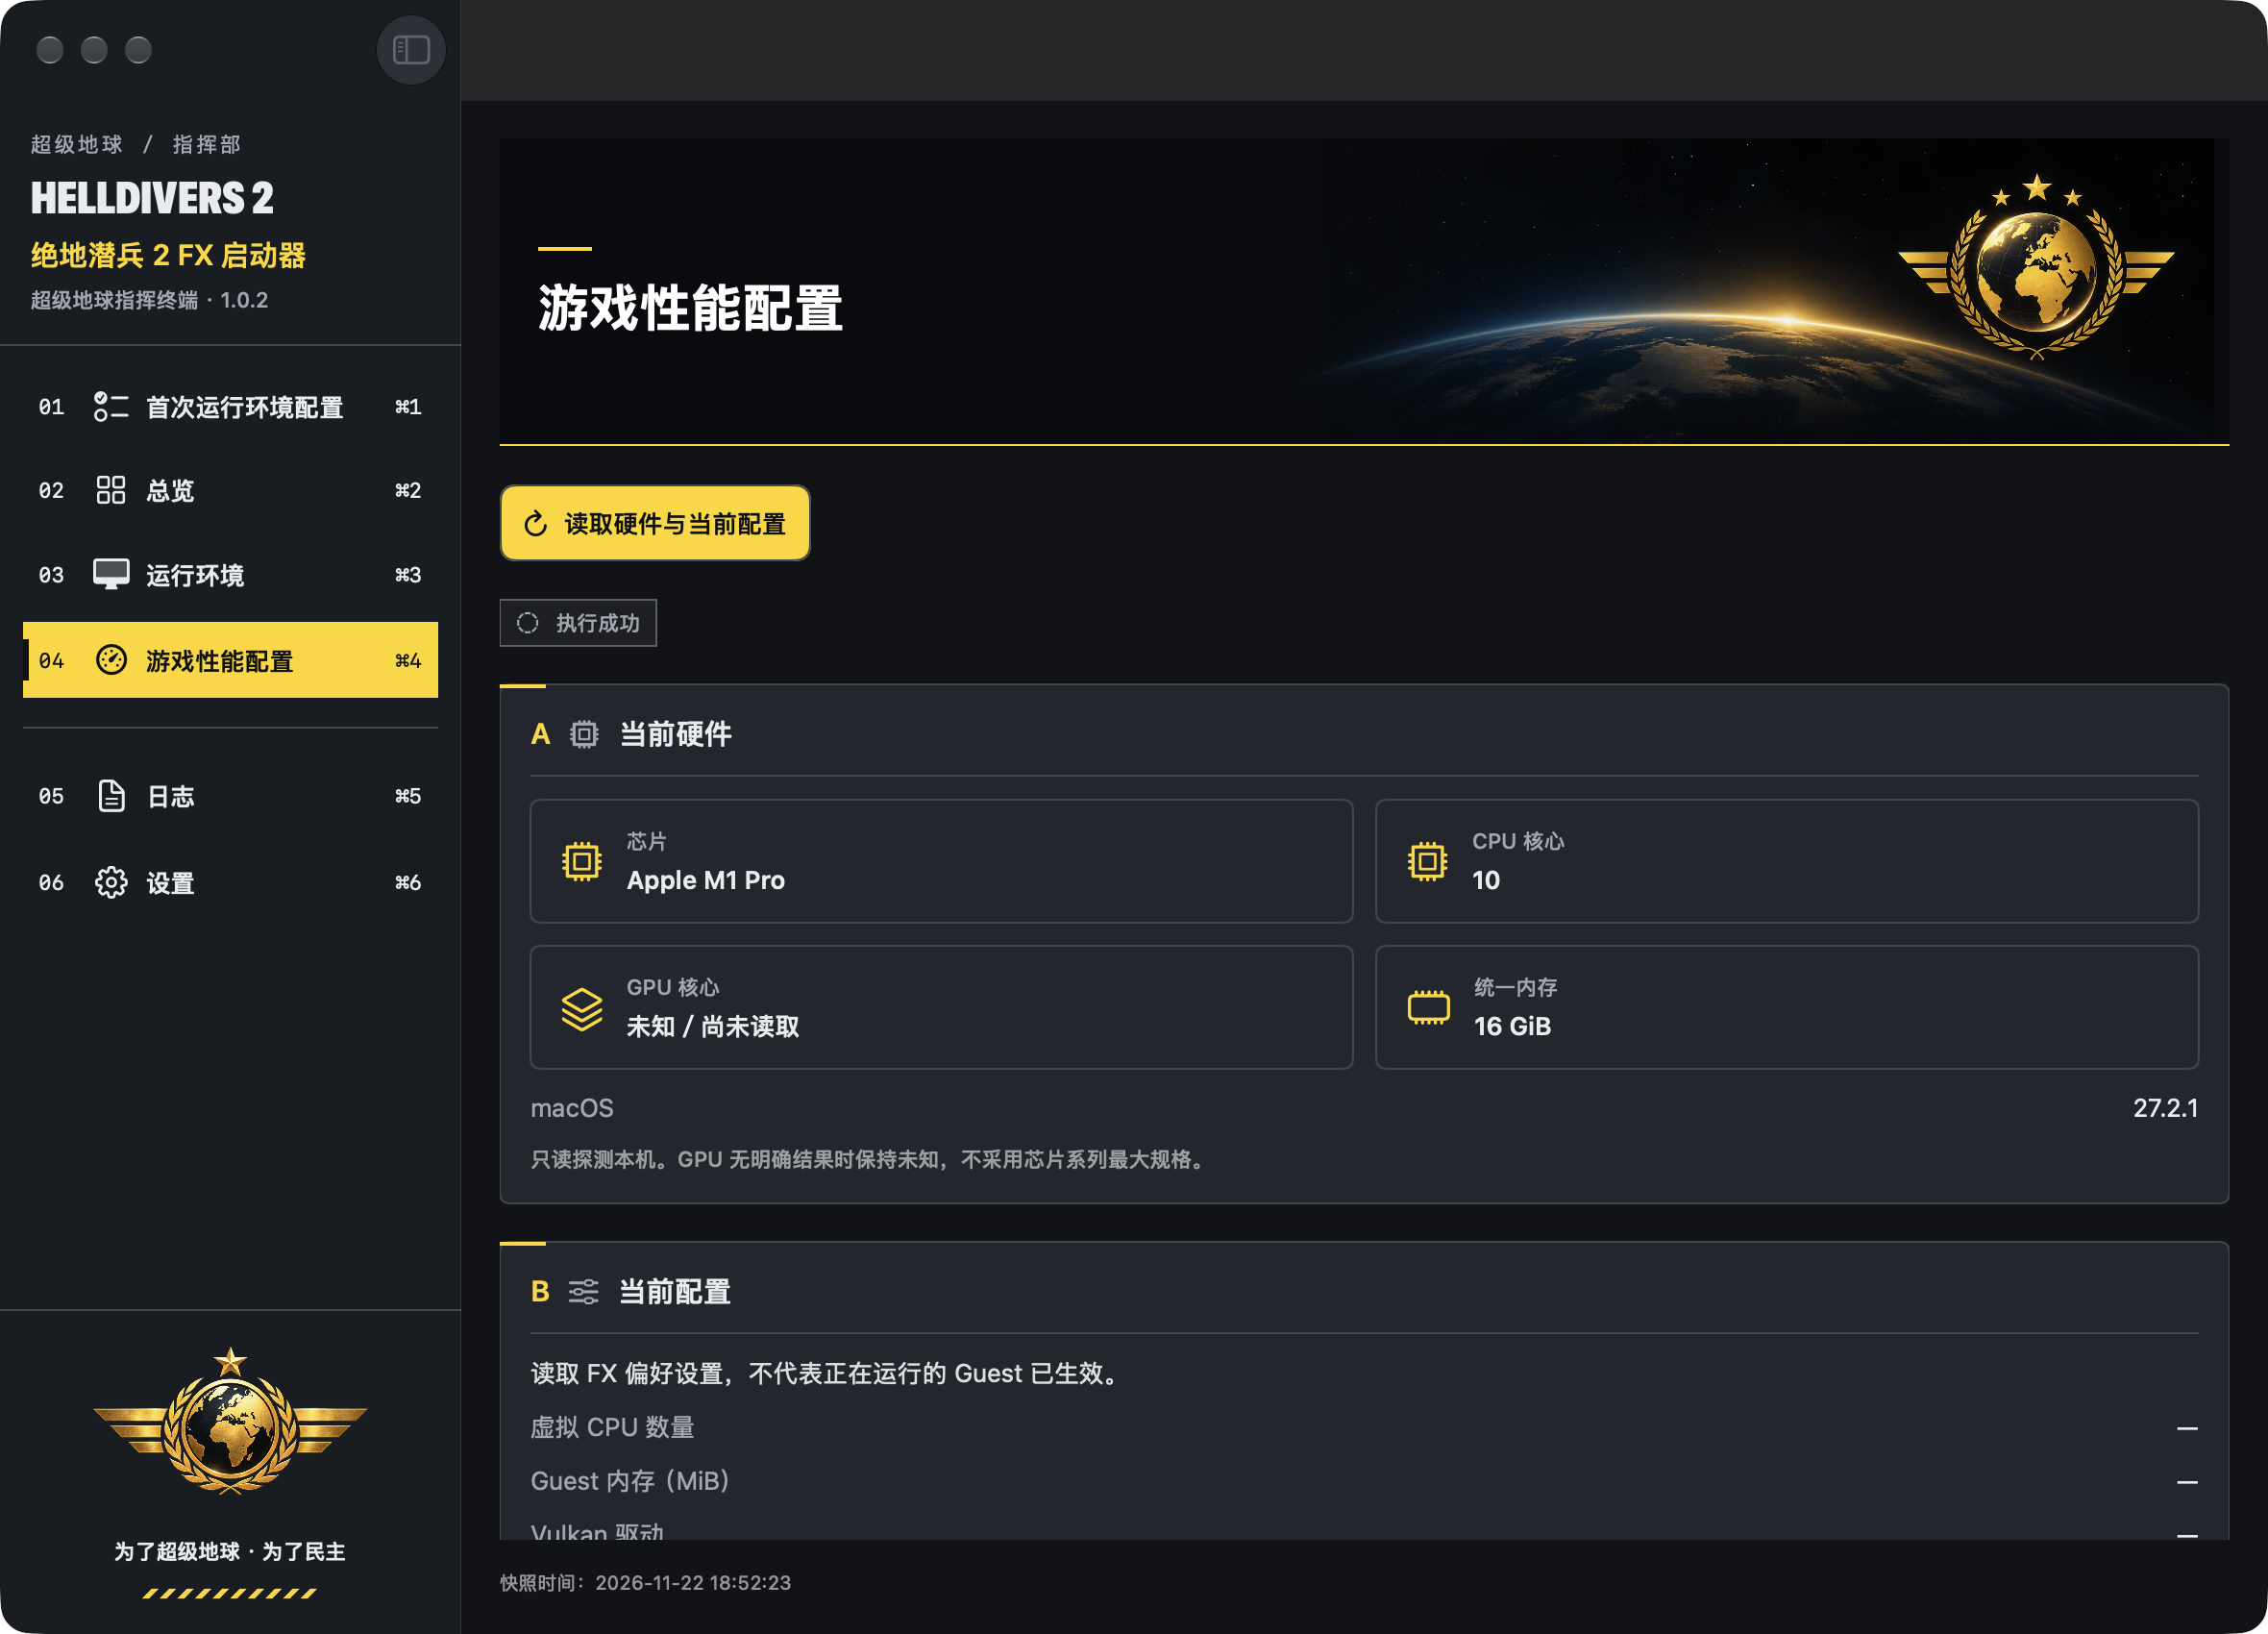 超级地球 / 指挥部
HELLDIVERS 2
绝地潜兵 2 FX 启动器
超级地球指挥终端 · 1.0.2
01 首次运行环境配置 ⌘1
02 总览 ⌘2
03 运行环境 ⌘3
04 游戏性能配置 ⌘4
05 日志 ⌘5
06 设置 ⌘6
为了超级地球 · 为了民主
游戏性能配置
读取硬件与当前配置
执行成功
A 当前硬件
芯片
Apple M1 Pro
CPU 核心
10
GPU 核心
未知 / 尚未读取
统一内存
16 GiB
macOS 27.2.1
只读探测本机。GPU 无明确结果时保持未知，不采用芯片系列最大规格。
B 当前配置
读取 FX 偏好设置，不代表正在运行的 Guest 已生效。
虚拟 CPU 数量 —
Guest 内存（MiB） —
Vulkan 驱动 —
快照时间：2026-11-22 18:52:23